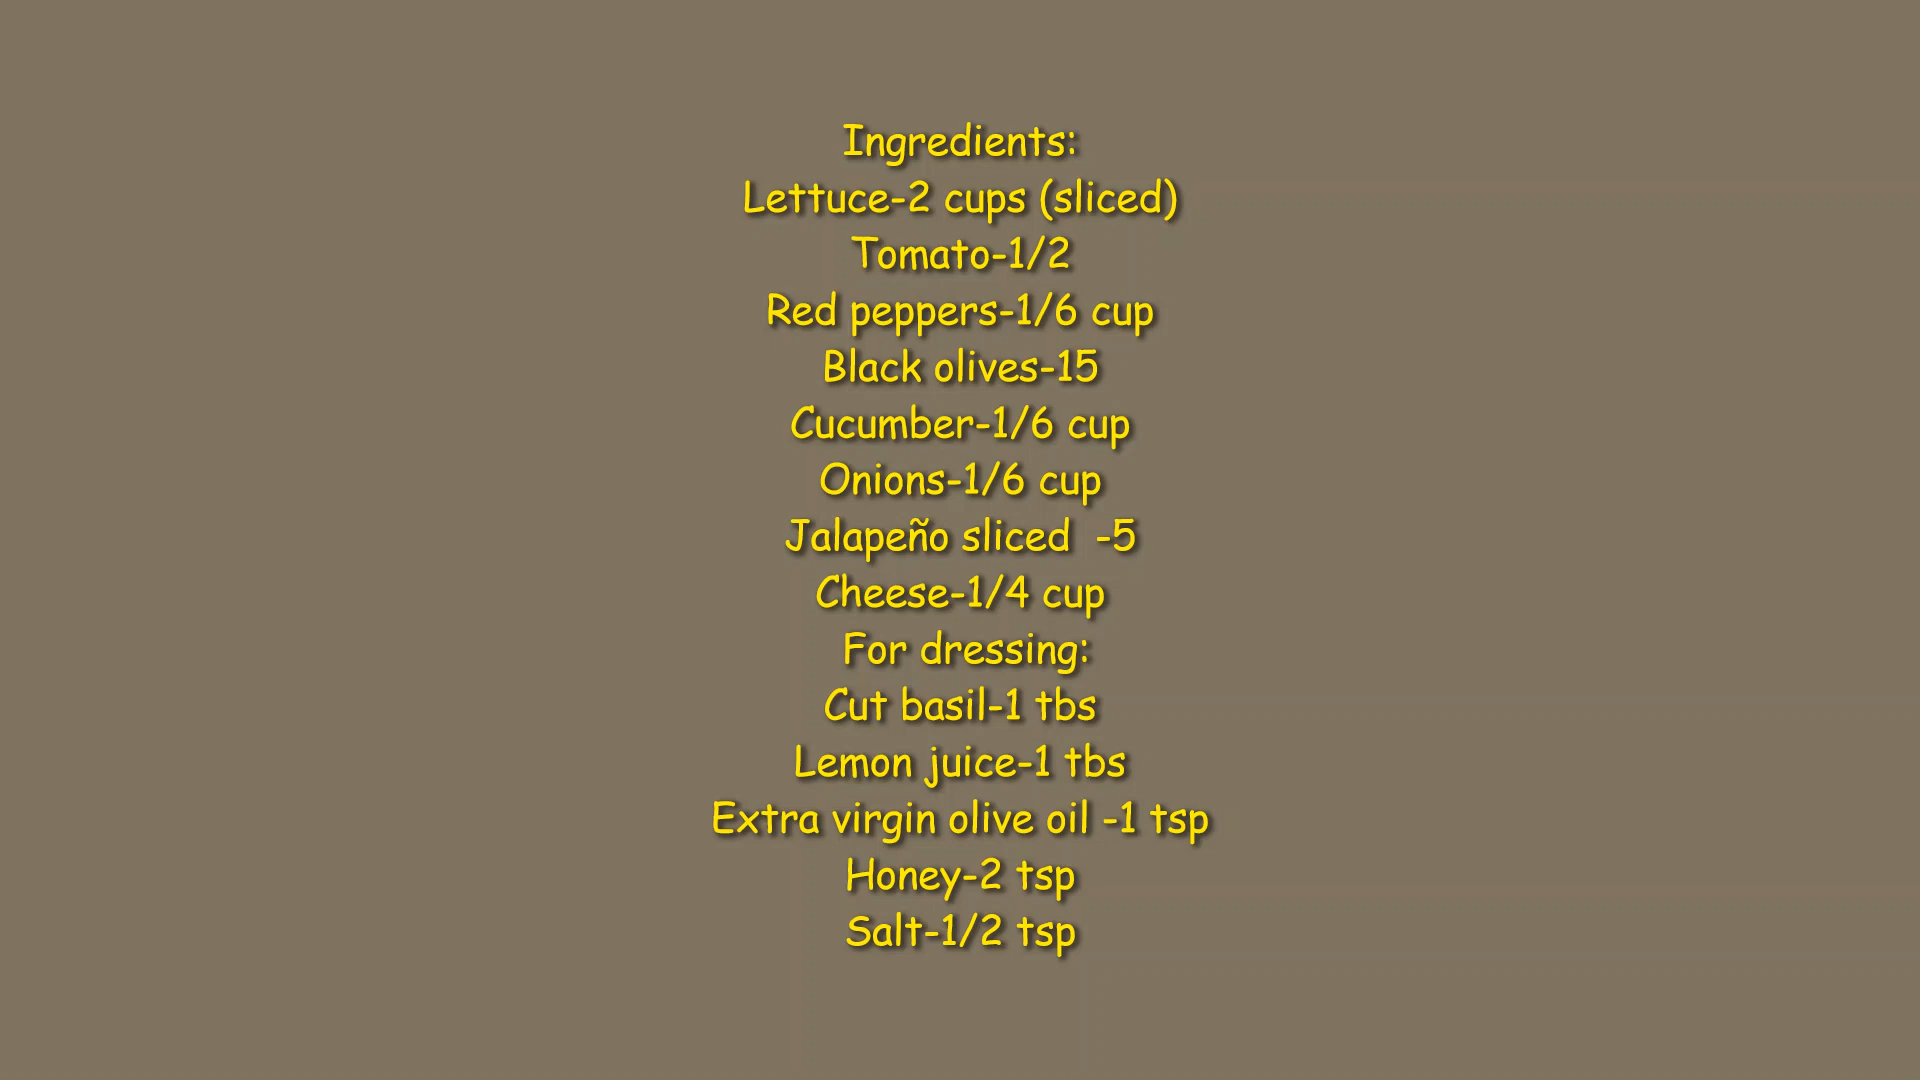 Ingredients:
Lettuce-2 cups (sliced)
Tomato-1/2
Red peppers-1/6 cup
Black olives-15
Cucumber-1/6 cup
Onions-1/6 cup
Jalapeño sliced  -5
Cheese-1/4 cup
For dressing:
Cut basil-1 tbs
Lemon juice-1 tbs
Extra virgin olive oil -1 tsp
Honey-2 tsp
Salt-1/2 tsp